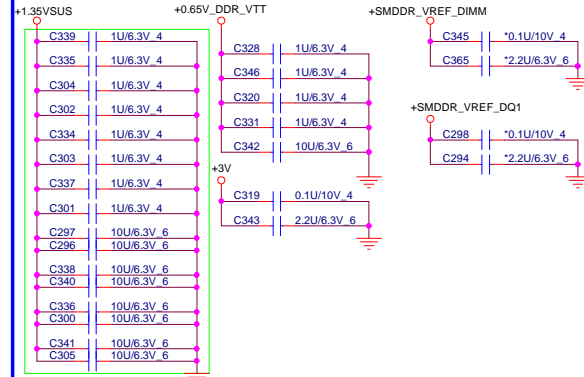 +1.35VSUS
C339 1U/6.3V_4
C335 1U/6.3V_4
C304 1U/6.3V_4
C302 1U/6.3V_4
C334 1U/6.3V_4
C303 1U/6.3V_4
C337 1U/6.3V_4
C301 1U/6.3V_4
C297 10U/6.3V_6
C296 10U/6.3V_6
C338 10U/6.3V_6
C340 10U/6.3V_6
C336 10U/6.3V_6
C300 10U/6.3V_6
C341 10U/6.3V_6
C305 10U/6.3V_6
+0.65V_DDR_VTT
C328 1U/6.3V_4
C346 1U/6.3V_4
C320 1U/6.3V_4
C331 1U/6.3V_4
C342 10U/6.3V_6
+3V
C319 0.1U/10V_4
C343 2.2U/6.3V_6
+SMDDR_VREF_DIMM
C345 *0.1U/10V_4
C365 *2.2U/6.3V_6
+SMDDR_VREF_DQ1
C298 *0.1U/10V_4
C294 *2.2U/6.3V_6